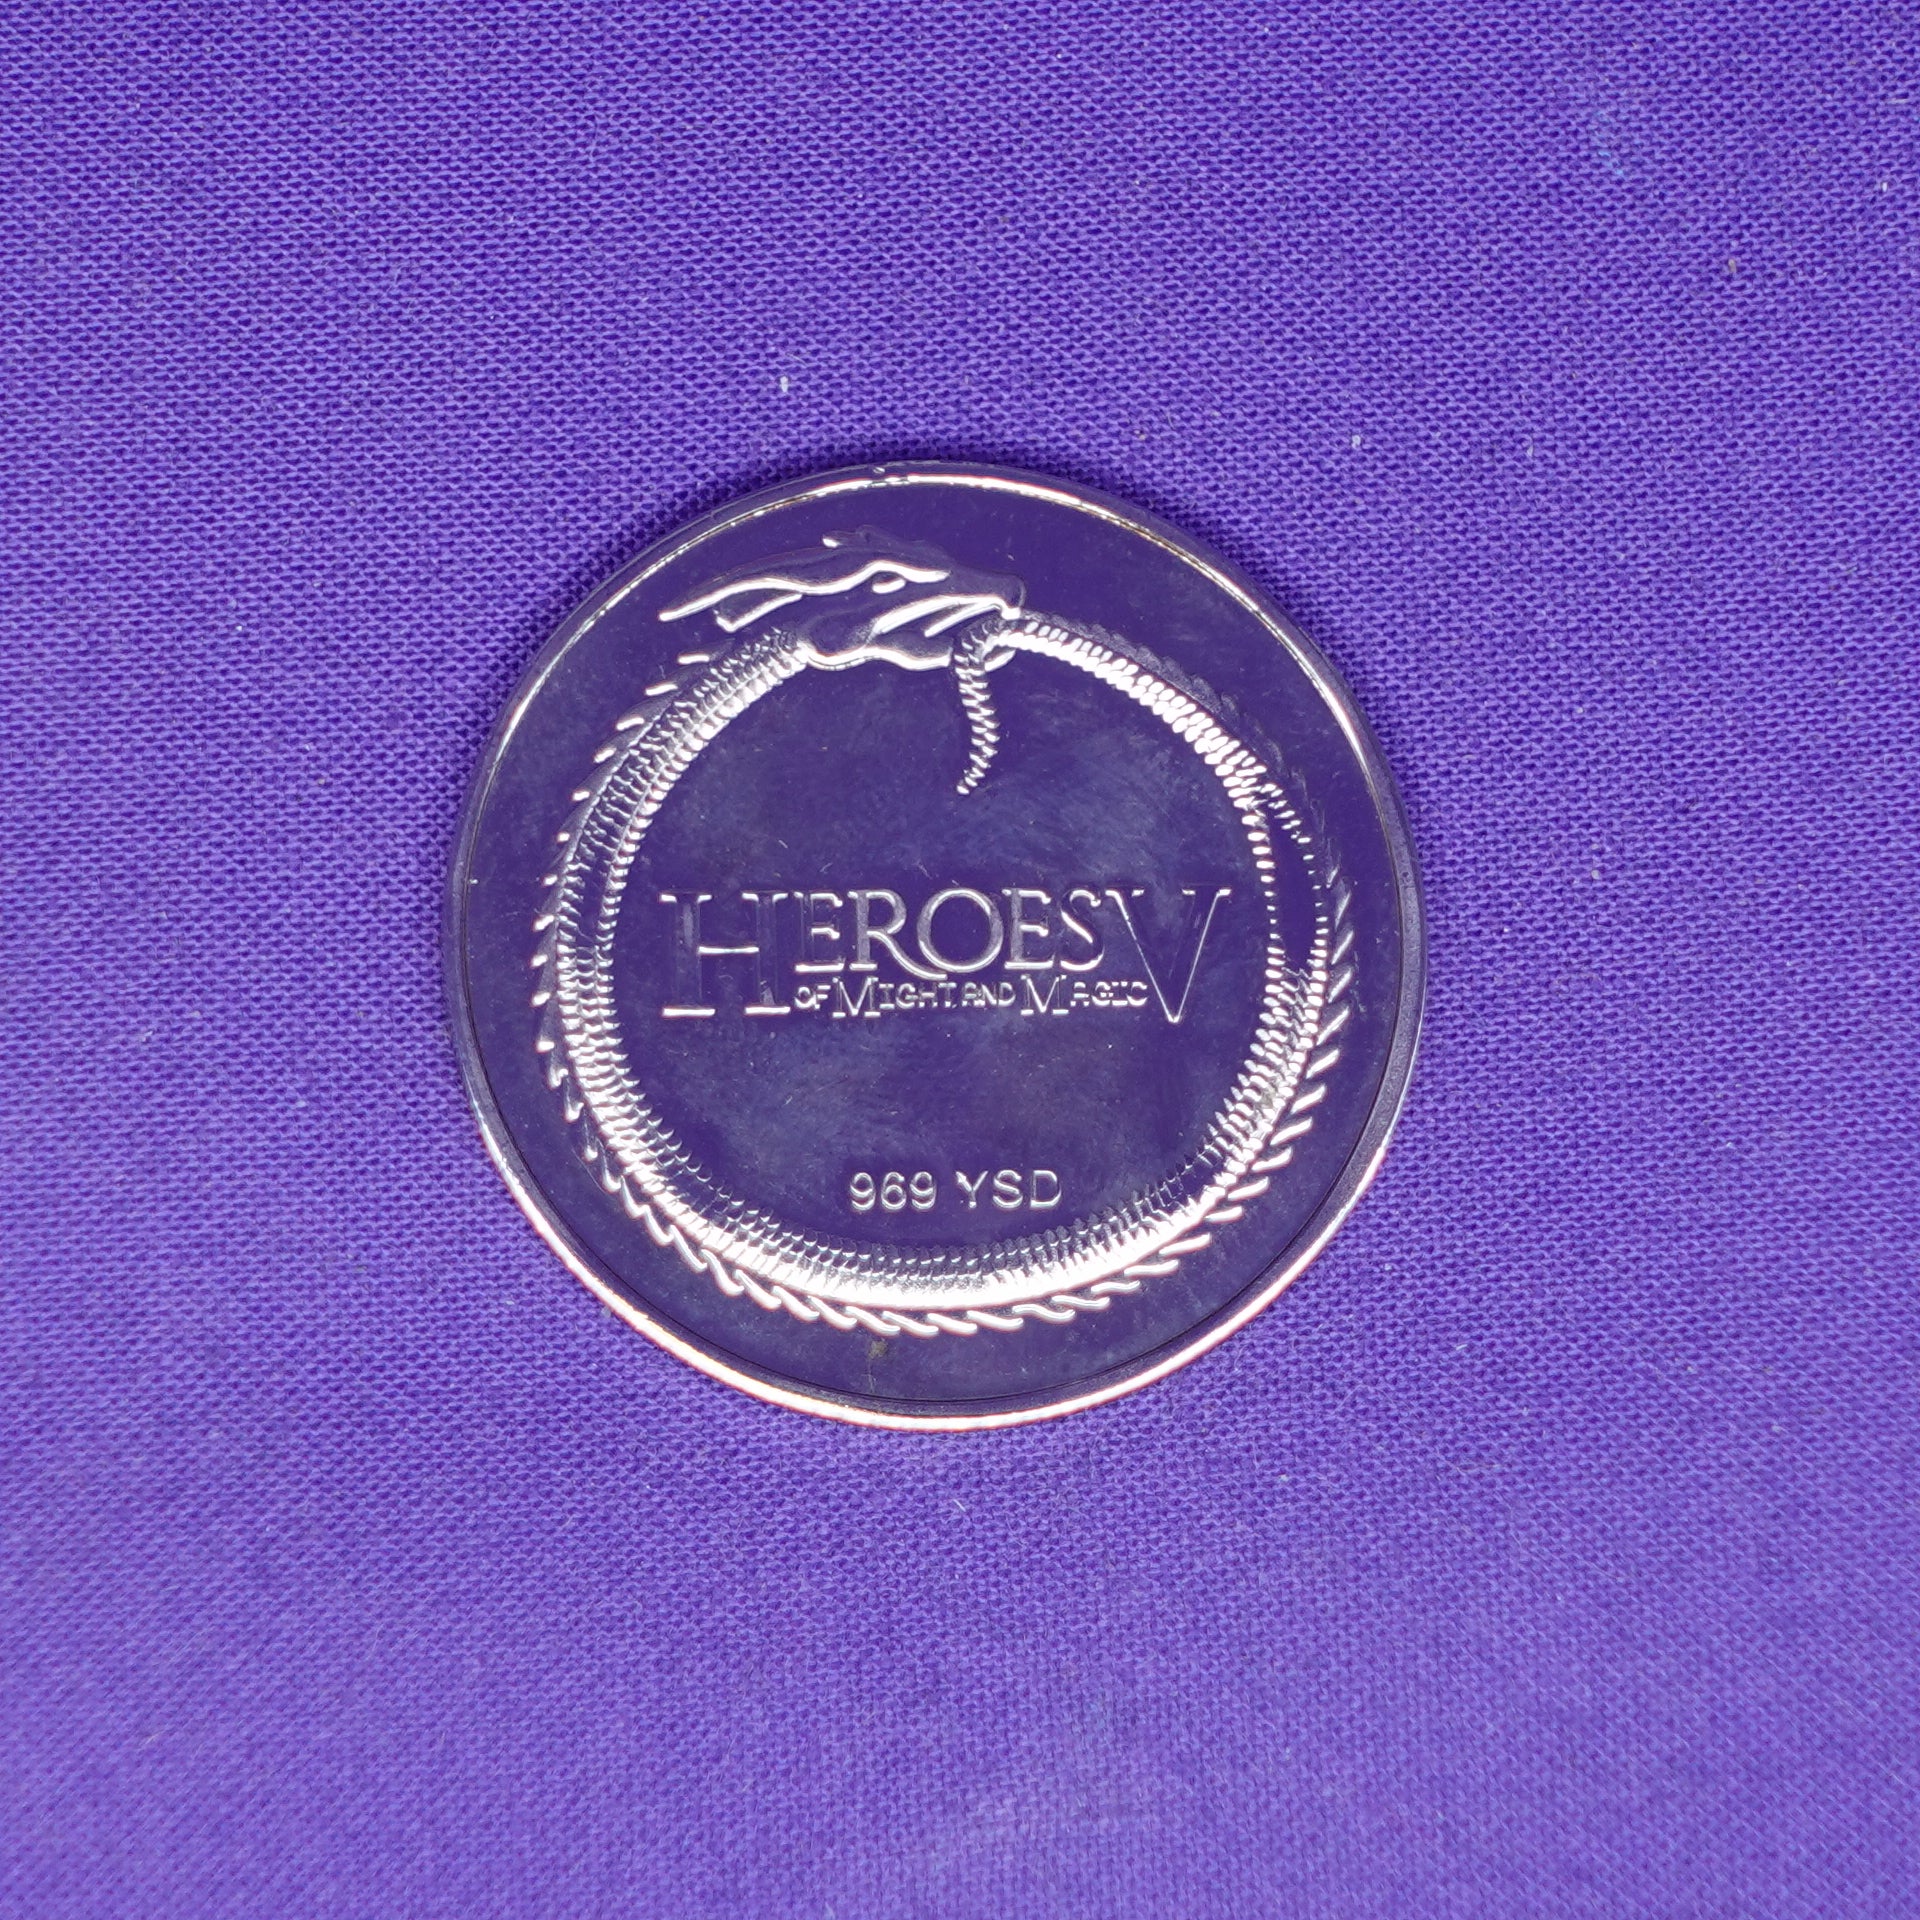 HEROES V
OF MIGHT AND MAGIC
969 YSD